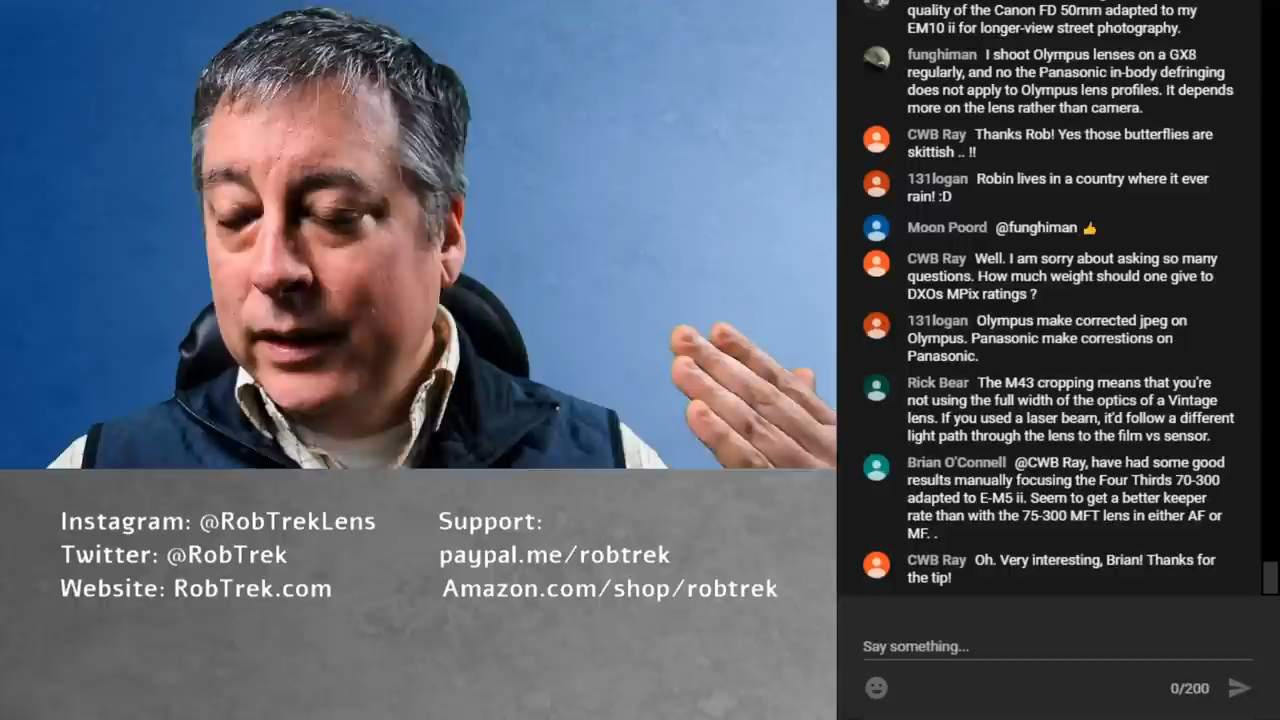 Instagram: @RobTrekLens
Twitter: @RobTrek
Website: RobTrek.com
Support:
paypal.me/robtrek
Amazon.com/shop/robtrek
quality of the Canon FD 50mm adapted to my
EM10 ii for longer-view street photography.
funghiman I shoot Olympus lenses on a GX8
regularly, and no the Panasonic in-body defringing
does not apply to Olympus lens profiles. It depends
more on the lens rather than camera.
CWB Ray Thanks Rob! Yes those butterflies are
skittish .. !!
131logan Robin lives in a country where it ever
rain! :D
Moon Poord @funghiman 👍
CWB Ray Well. I am sorry about asking so many
questions. How much weight should one give to
DXOs MPix ratings ?
131logan Olympus make corrected jpeg on
Olympus. Panasonic make correstions on
Panasonic.
Rick Bear The M43 cropping means that you're
not using the full width of the optics of a Vintage
lens. If you used a laser beam, it'd follow a different
light path through the lens to the film vs sensor.
Brian O'Connell @CWB Ray, have had some good
results manually focusing the Four Thirds 70-300
adapted to E-M5 ii. Seem to get a better keeper
rate than with the 75-300 MFT lens in either AF or
MF. .
CWB Ray Oh. Very interesting, Brian! Thanks for
the tip!
Say something...
0/200